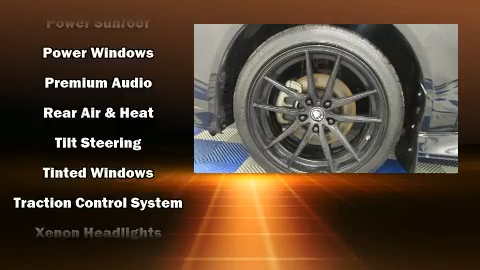 Power Sunroof
Power Windows
Premium Audio
Rear Air & Heat
Tilt Steering
Tinted Windows
Traction Control System
Xenon Headlights